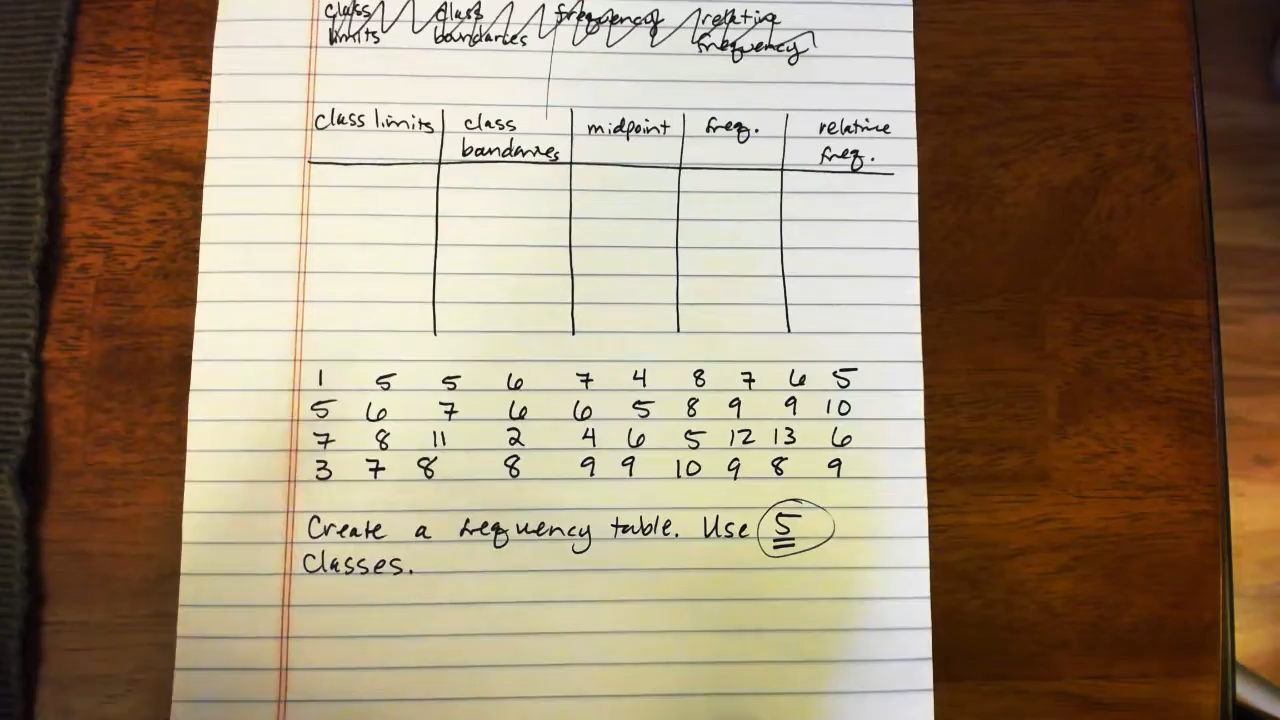 class class frequency relative
limits boundaries frequency
class limits class midpoint freq. relative
boundaries freq.
1 5 5 6 7 4 8 7 6 5
5 6 7 6 6 5 8 9 9 10
7 8 11 2 4 6 5 12 13 6
3 7 8 8 9 9 10 9 8 9
Create a frequency table. Use 5
Classes.